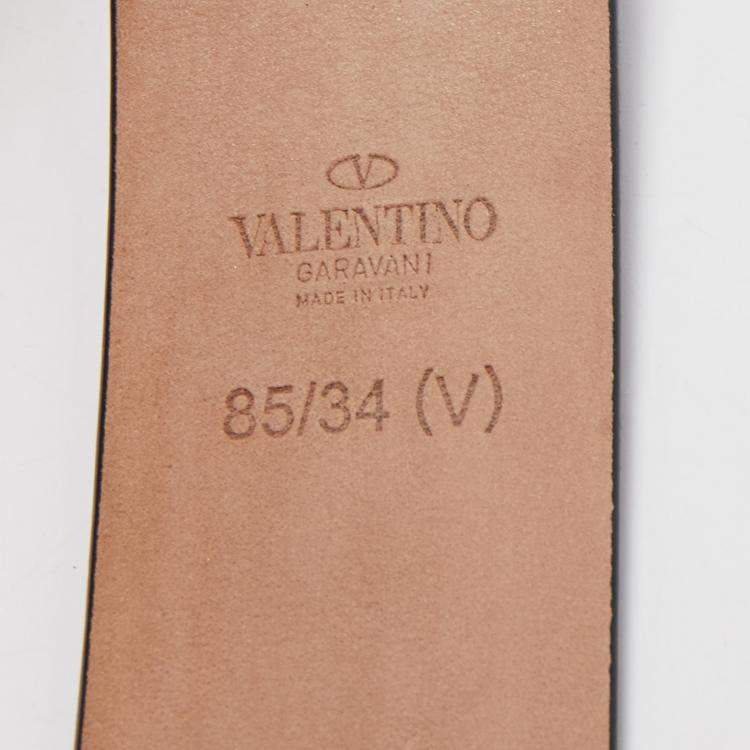 V
VALENTINO
GARAVANI
MADE IN ITALY
85/34 (V)